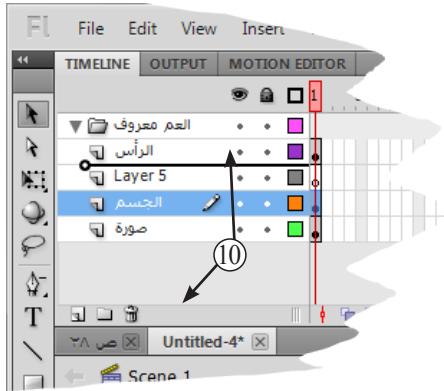 Fl File Edit View Insert
TIMELINE OUTPUT MOTION EDITOR
1
العم معروف
الرأس
Layer 5
الجسم
صورة
10
T
ص ٢٨ Untitled-4*
Scene 1